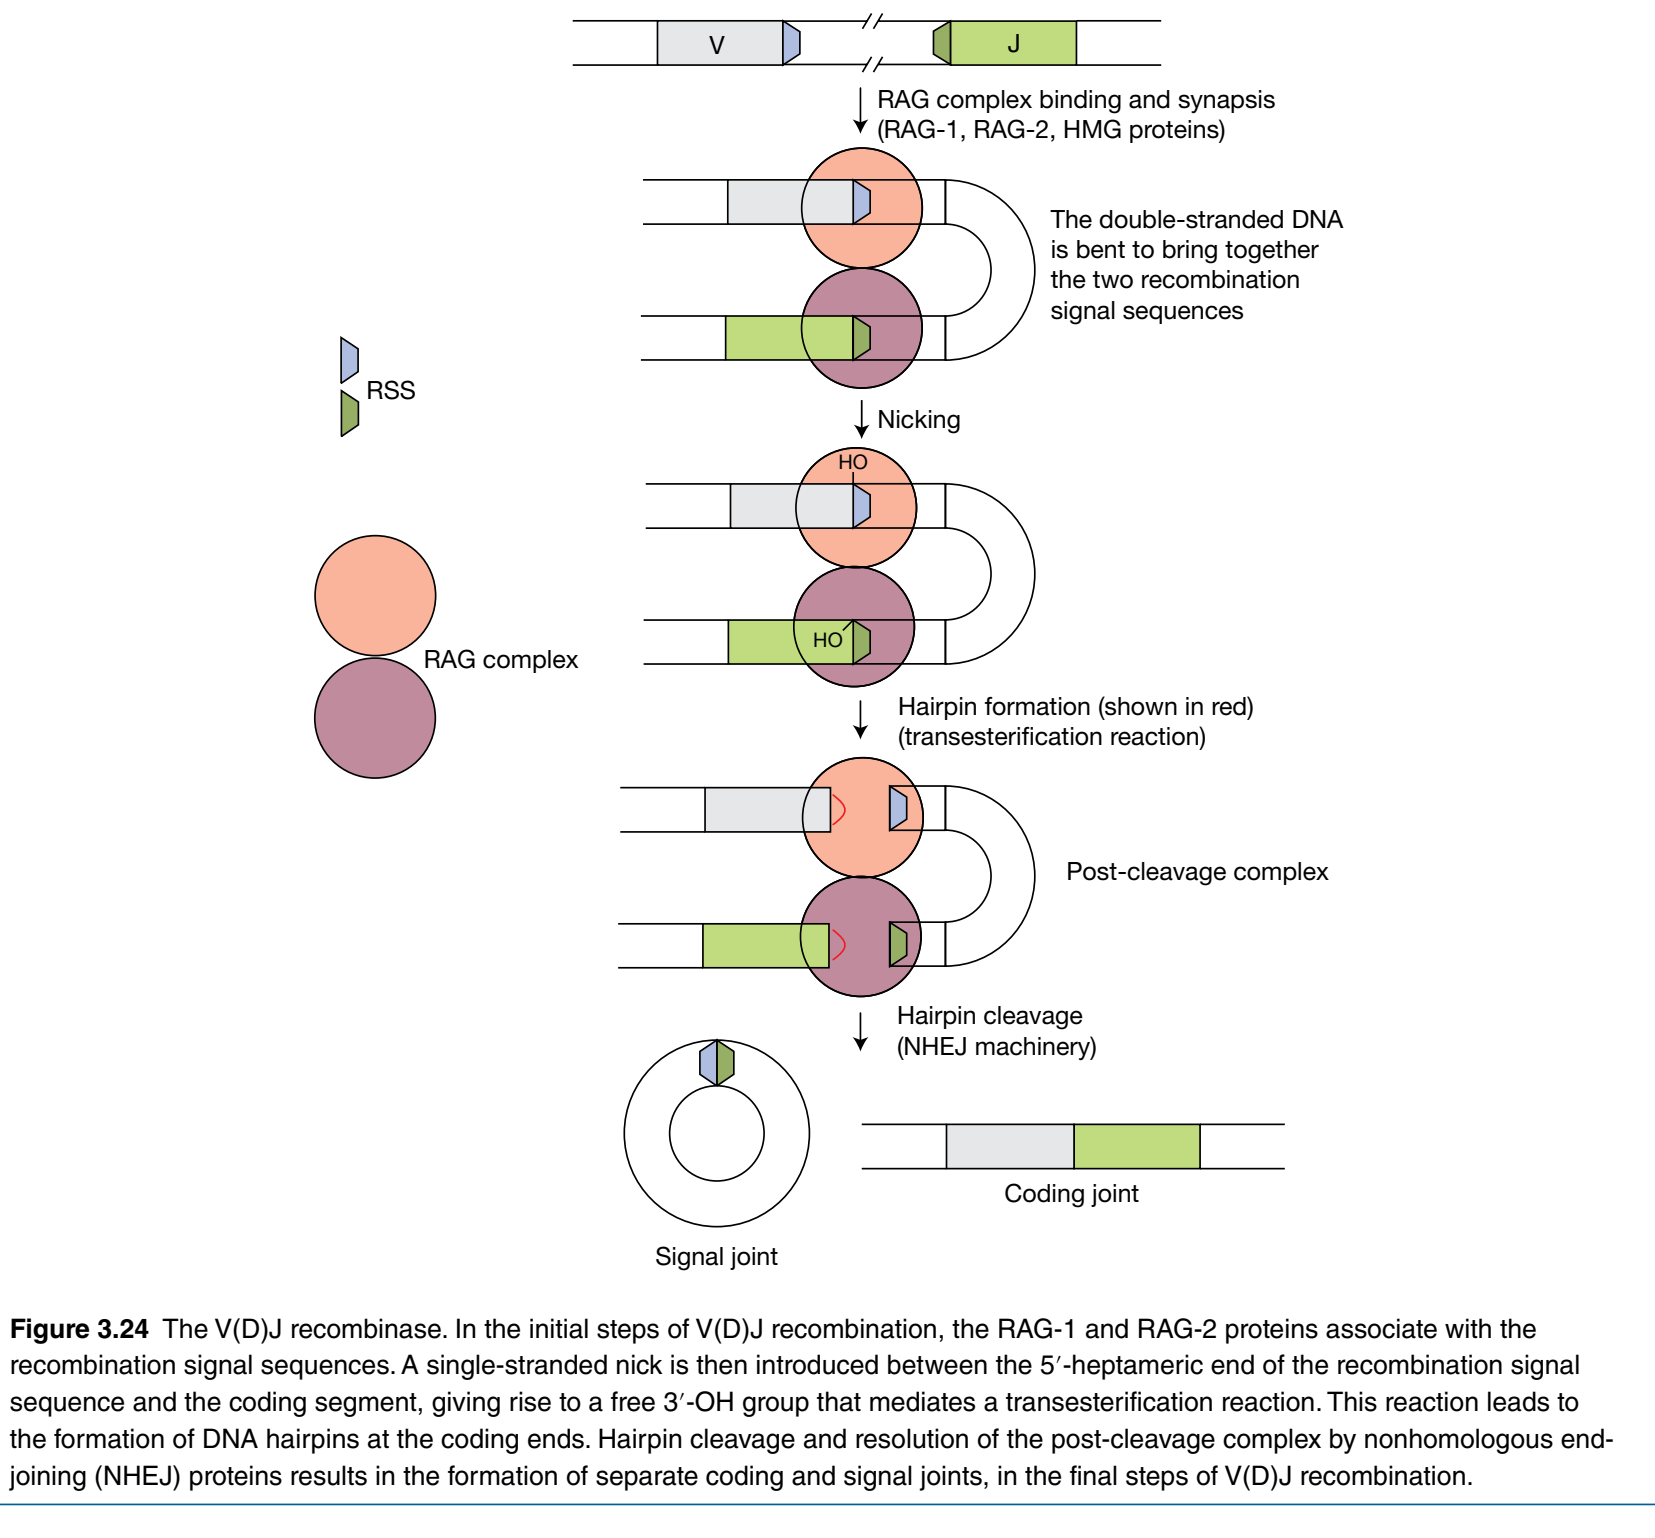 V
J
RAG complex binding and synapsis
(RAG-1, RAG-2, HMG proteins)
The double-stranded DNA
is bent to bring together
the two recombination
signal sequences
RSS
Nicking
HO
HO
RAG complex
Hairpin formation (shown in red)
(transesterification reaction)
Post-cleavage complex
Hairpin cleavage
(NHEJ machinery)
Coding joint
Signal joint
Figure 3.24 The V(D)J recombinase. In the initial steps of V(D)J recombination, the RAG-1 and RAG-2 proteins associate with the
recombination signal sequences. A single-stranded nick is then introduced between the 5′-heptameric end of the recombination signal
sequence and the coding segment, giving rise to a free 3′-OH group that mediates a transesterification reaction. This reaction leads to
the formation of DNA hairpins at the coding ends. Hairpin cleavage and resolution of the post-cleavage complex by nonhomologous end-
joining (NHEJ) proteins results in the formation of separate coding and signal joints, in the final steps of V(D)J recombination.